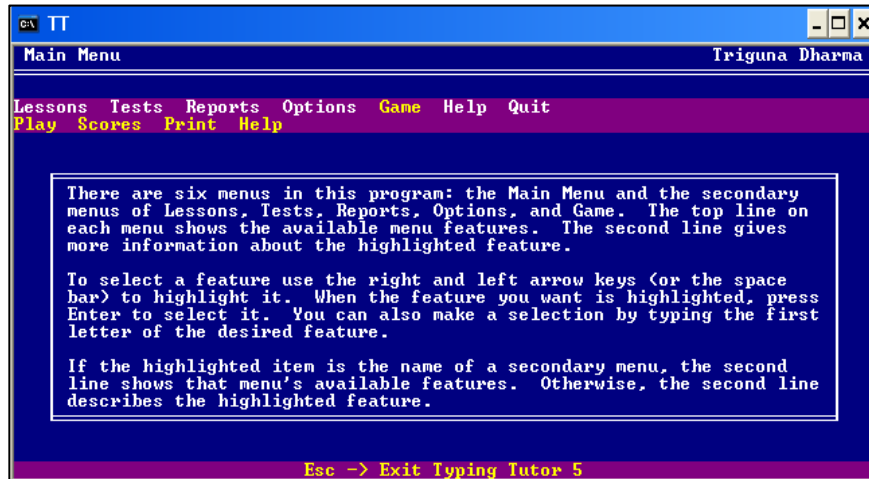 C:\ TT
Main Menu Triguna Dharma
Lessons Tests Reports Options Game Help Quit
Play Scores Print Help
There are six menus in this program: the Main Menu and the secondary
menus of Lessons, Tests, Reports, Options, and Game. The top line on
each menu shows the available menu features. The second line gives
more information about the highlighted feature.
To select a feature use the right and left arrow keys (or the space
bar) to highlight it. When the feature you want is highlighted, press
Enter to select it. You can also make a selection by typing the first
letter of the desired feature.
If the highlighted item is the name of a secondary menu, the second
line shows that menu's available features. Otherwise, the second line
describes the highlighted feature.
Esc -> Exit Typing Tutor 5